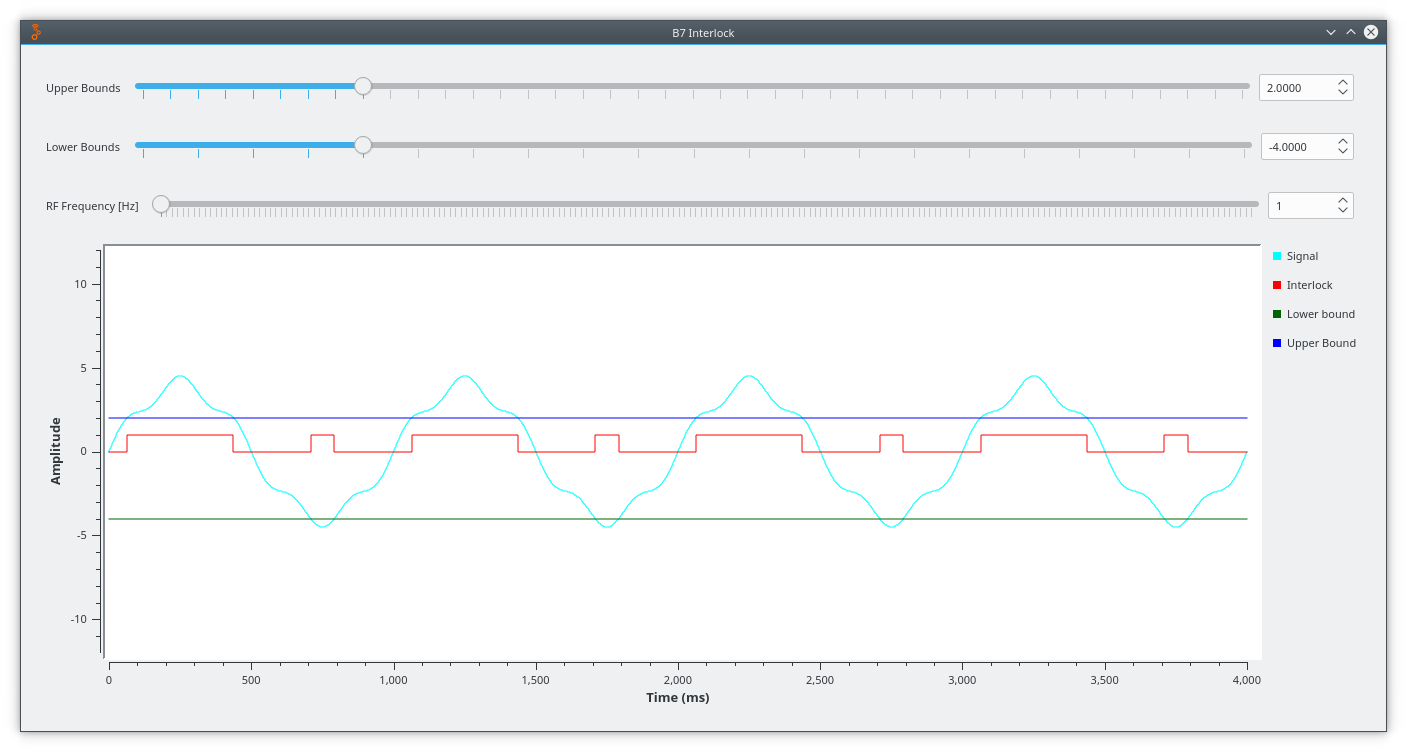 B7 Interlock
Upper Bounds 2.0000
Lower Bounds -4.0000
RF Frequency [Hz] 1
Signal
Interlock
Lower bound
Upper Bound
Amplitude
10
5
0
-5
-10
0 500 1,000 1,500 2,000 2,500 3,000 3,500 4,000
Time (ms)